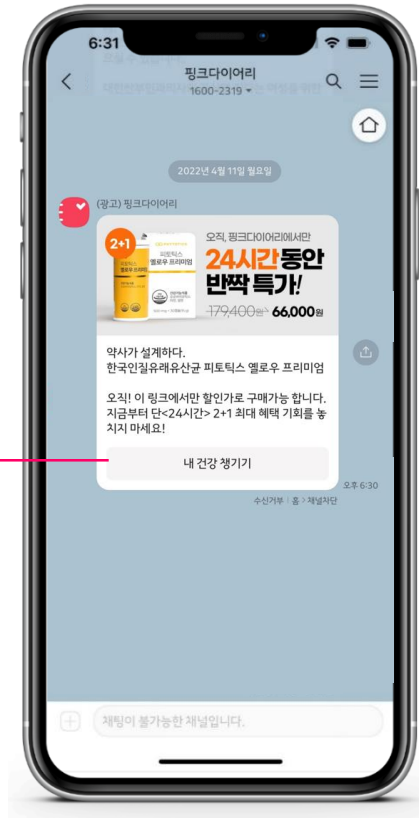 6:31
핑크다이어리
1600-2319
2022년 4월 11일 월요일
(광고) 핑크다이어리
2+1
피토틱스
옐로우 프리미엄
오직, 핑크다이어리에서만
24시간 동안
반짝 특가!
179,400원 66,000원
약사가 설계하다.
한국인질유래유산균 피토틱스 옐로우 프리미엄
오직! 이 링크에서만 할인가로 구매가능 합니다.
지금부터 단<24시간> 2+1 최대 혜택 기회를 놓
치지 마세요!
내 건강 챙기기
오후 6:30
수신거부 : 홈 > 채널차단
채팅이 불가능한 채널입니다.